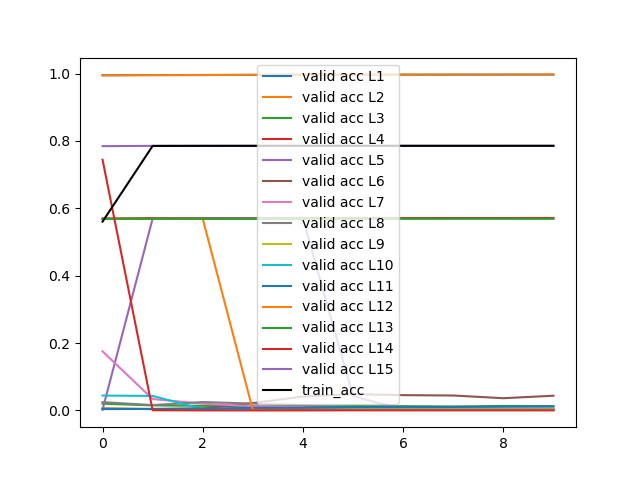 1.0
0.8
0.6
0.4
0.2
0.0
0
2
4
6
8
valid acc L1
valid acc L2
valid acc L3
valid acc L4
valid acc L5
valid acc L6
valid acc L7
valid acc L8
valid acc L9
valid acc L10
valid acc L11
valid acc L12
valid acc L13
valid acc L14
valid acc L15
train_acc